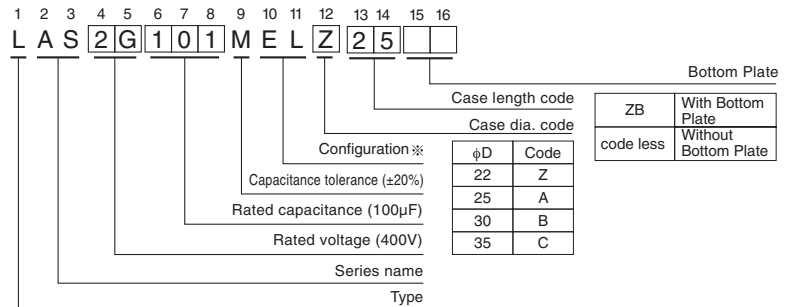 1 2 3 4 5 6 7 8 9 10 11 12 13 14 15 16
L A S 2 G 1 0 1 M E L Z 2 5
Bottom Plate
ZB With Bottom Plate
code less Without Bottom Plate
Case length code
Case dia. code
φD Code
22 Z
25 A
30 B
35 C
Configuration※
Capacitance tolerance (±20%)
Rated capacitance (100µF)
Rated voltage (400V)
Series name
Type